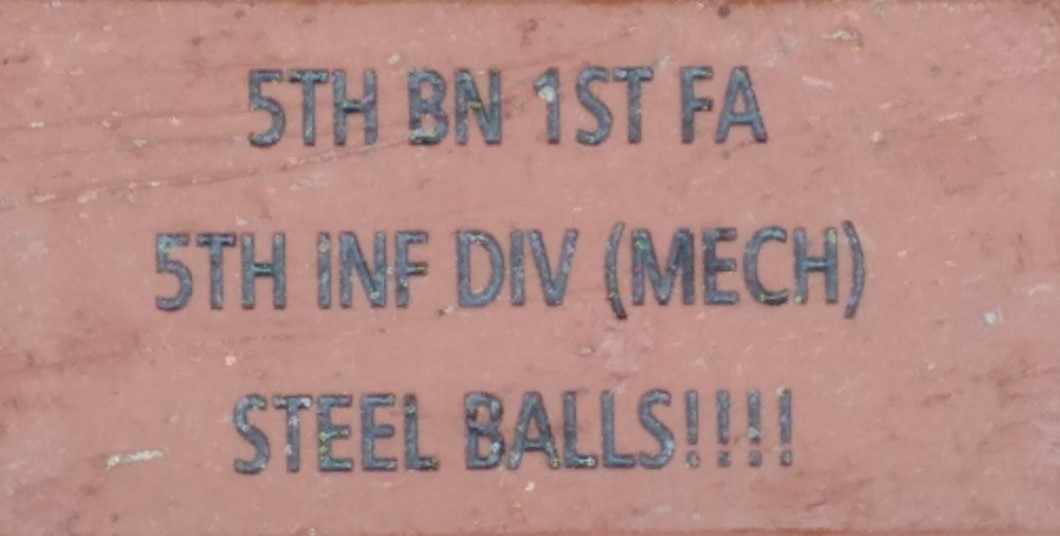 5TH BN 1ST FA
5TH INF DIV (MECH)
STEEL BALLS!!!!